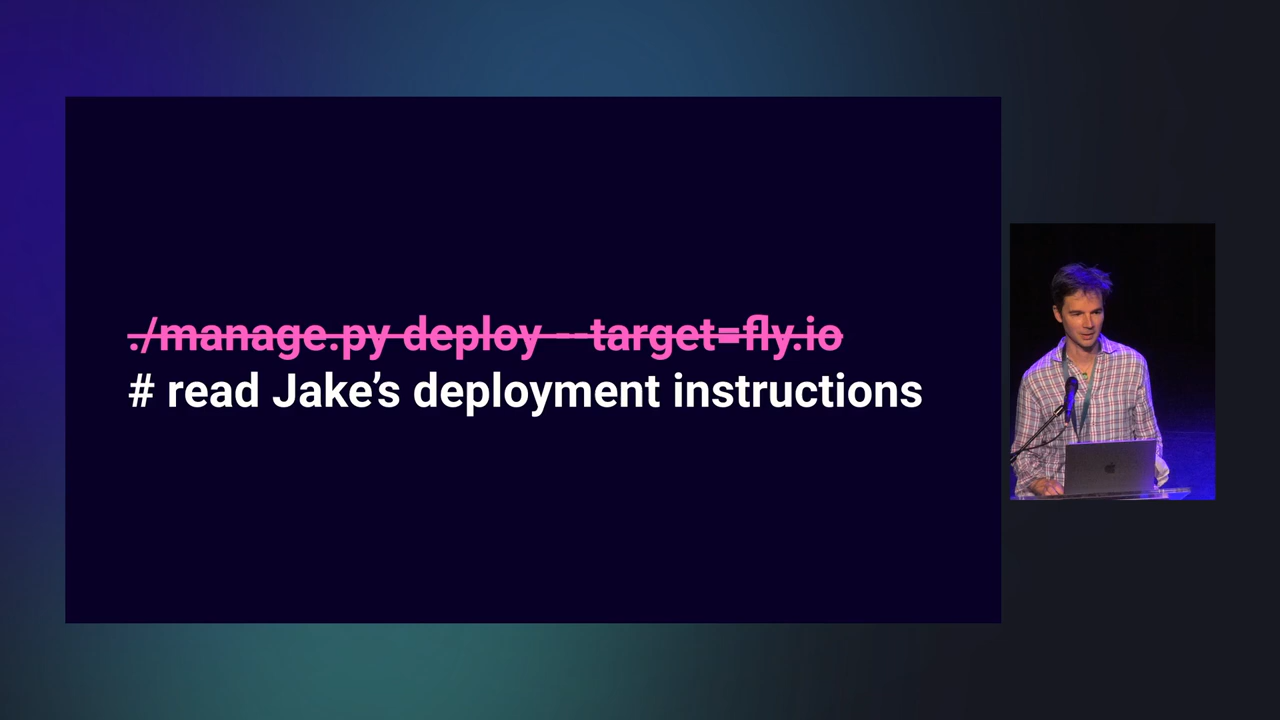 ./manage.py deploy --target=fly.io
# read Jake’s deployment instructions